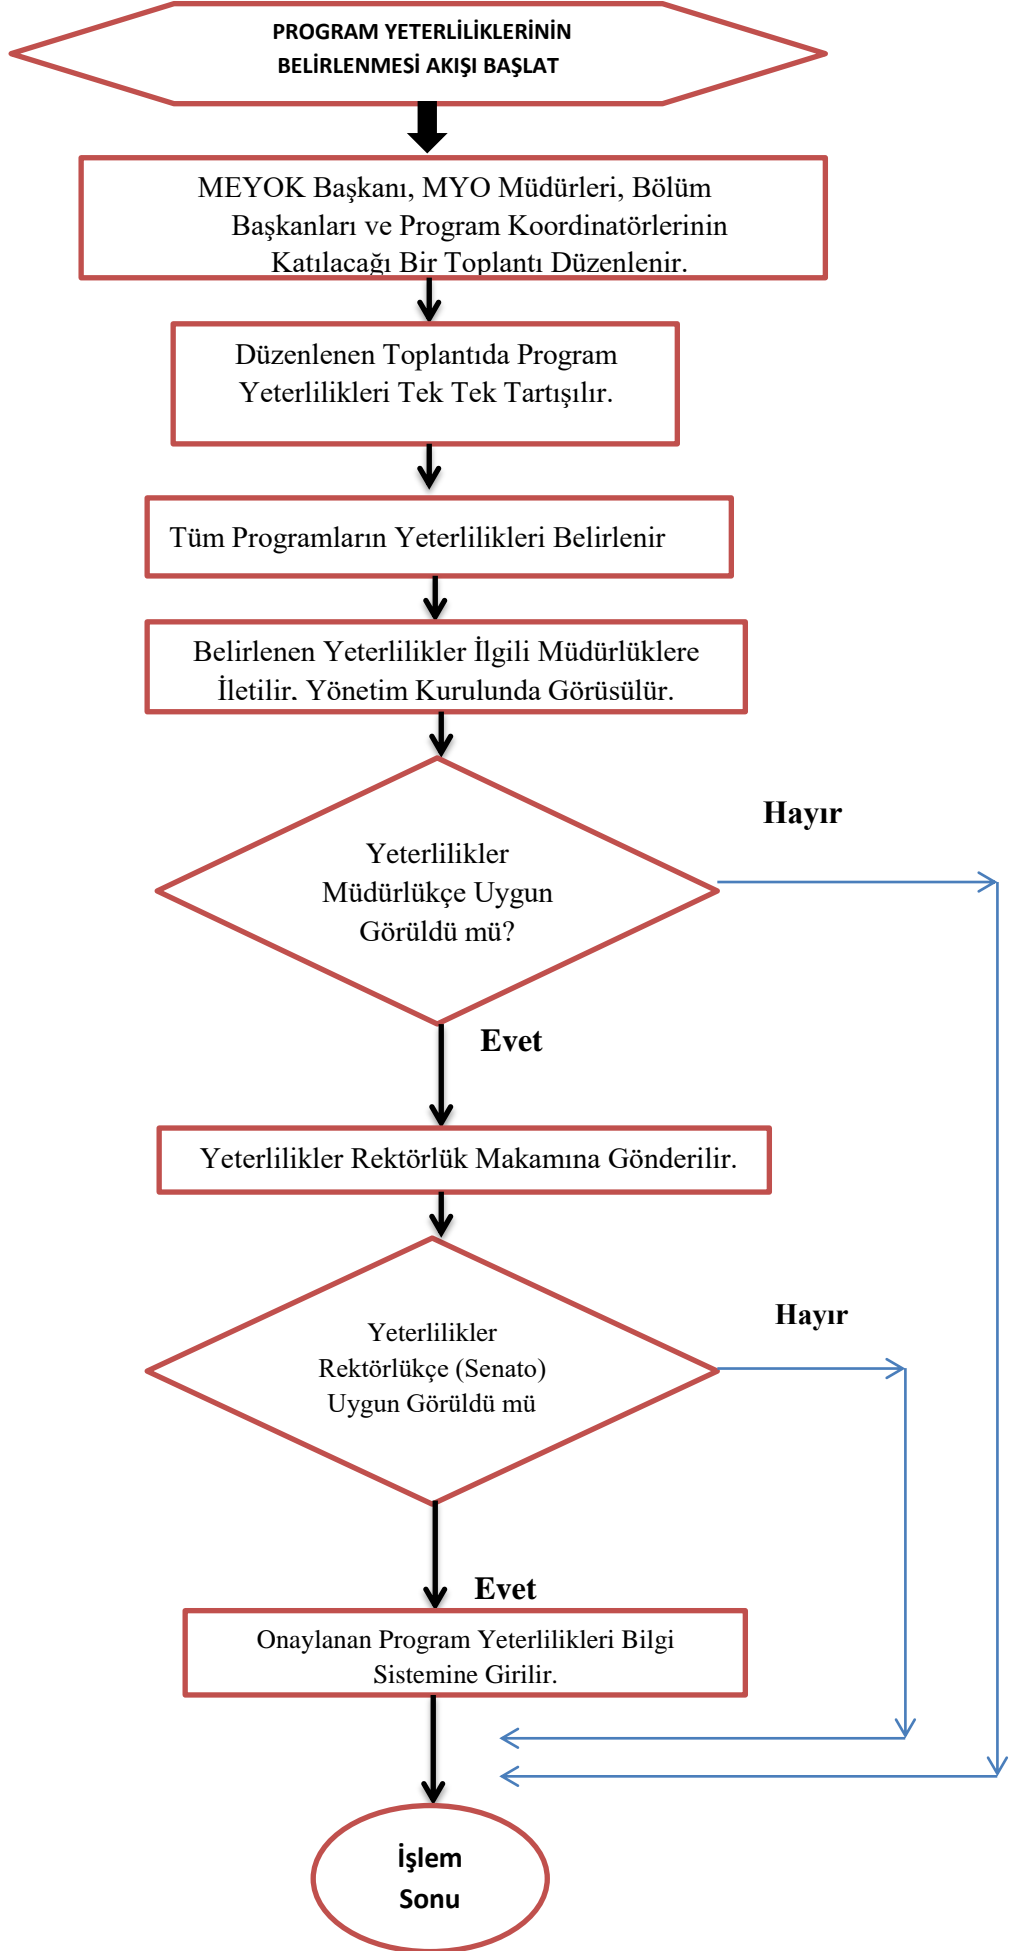 PROGRAM YETERLİLİKLERİNİN
BELİRLENMESİ AKIŞI BAŞLAT
MEYOK Başkanı, MYO Müdürleri, Bölüm
Başkanları ve Program Koordinatörlerinin
Katılacağı Bir Toplantı Düzenlenir.
Düzenlenen Toplantıda Program
Yeterlilikleri Tek Tek Tartışılır.
Tüm Programların Yeterlilikleri Belirlenir
Belirlenen Yeterlilikler İlgili Müdürlüklere
İletilir, Yönetim Kurulunda Görüşülür.
Hayır
Yeterlilikler
Müdürlükçe Uygun
Görüldü mü?
Evet
Yeterlilikler Rektörlük Makamına Gönderilir.
Hayır
Yeterlilikler
Rektörlükçe (Senato)
Uygun Görüldü mü
Evet
Onaylanan Program Yeterlilikleri Bilgi
Sistemine Girilir.
İşlem
Sonu